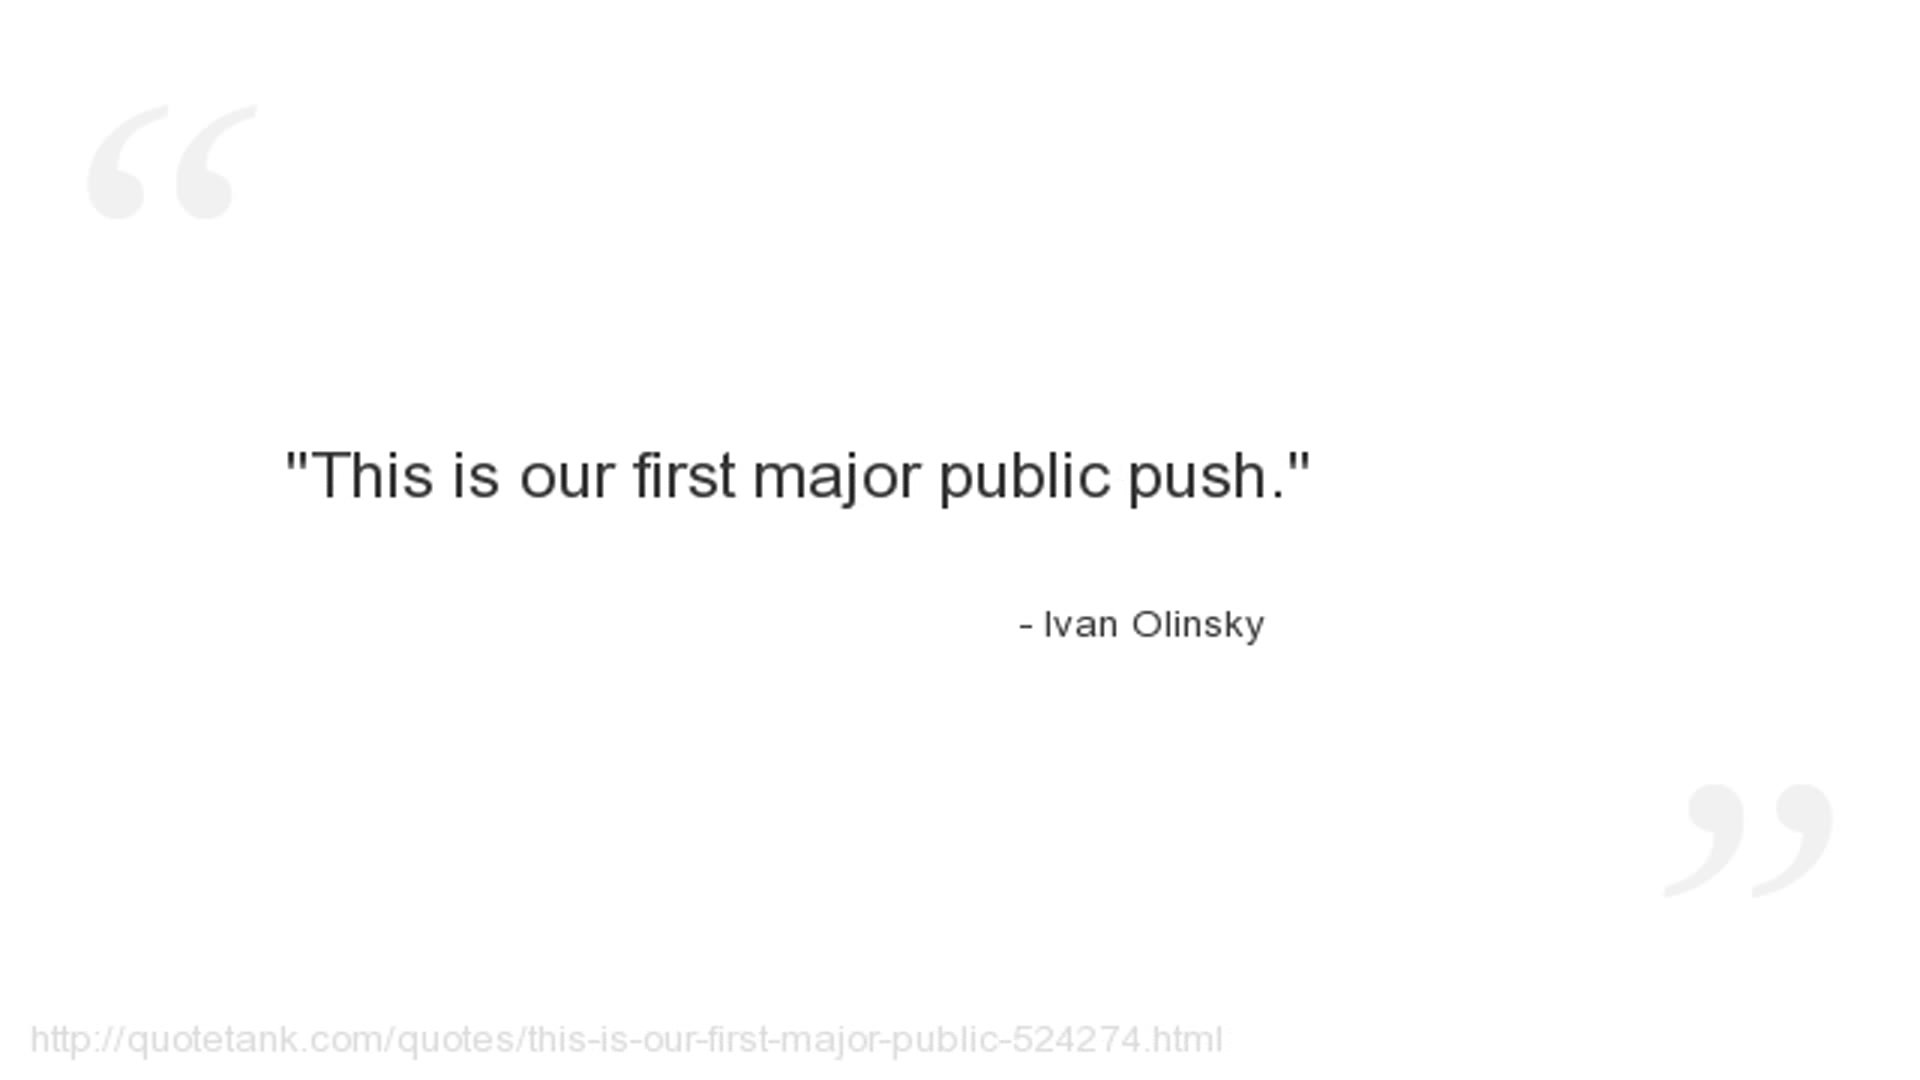 "This is our first major public push."
- Ivan Olinsky
http://quotetank.com/quotes/this-is-our-first-major-public-524274.html